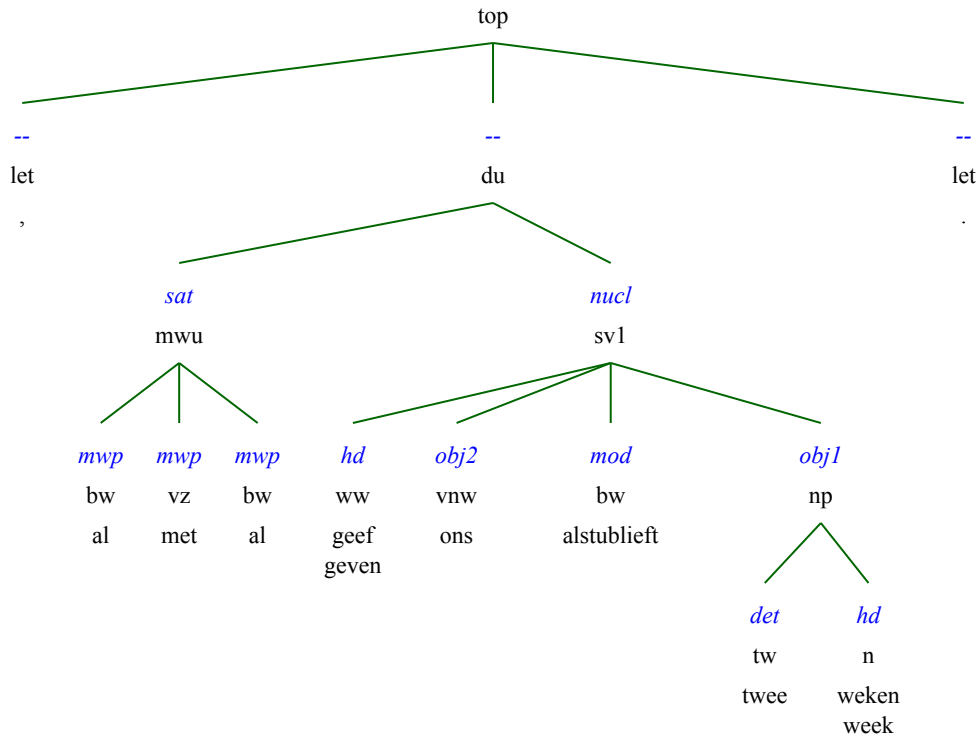 top
-- -- --
let du let
, .
sat nucl
mwu sv1
mwp mwp mwp hd obj2 mod obj1
bw vz bw ww vnw bw np
al met al geef ons alstublieft
geven
det hd
tw n
twee weken
week